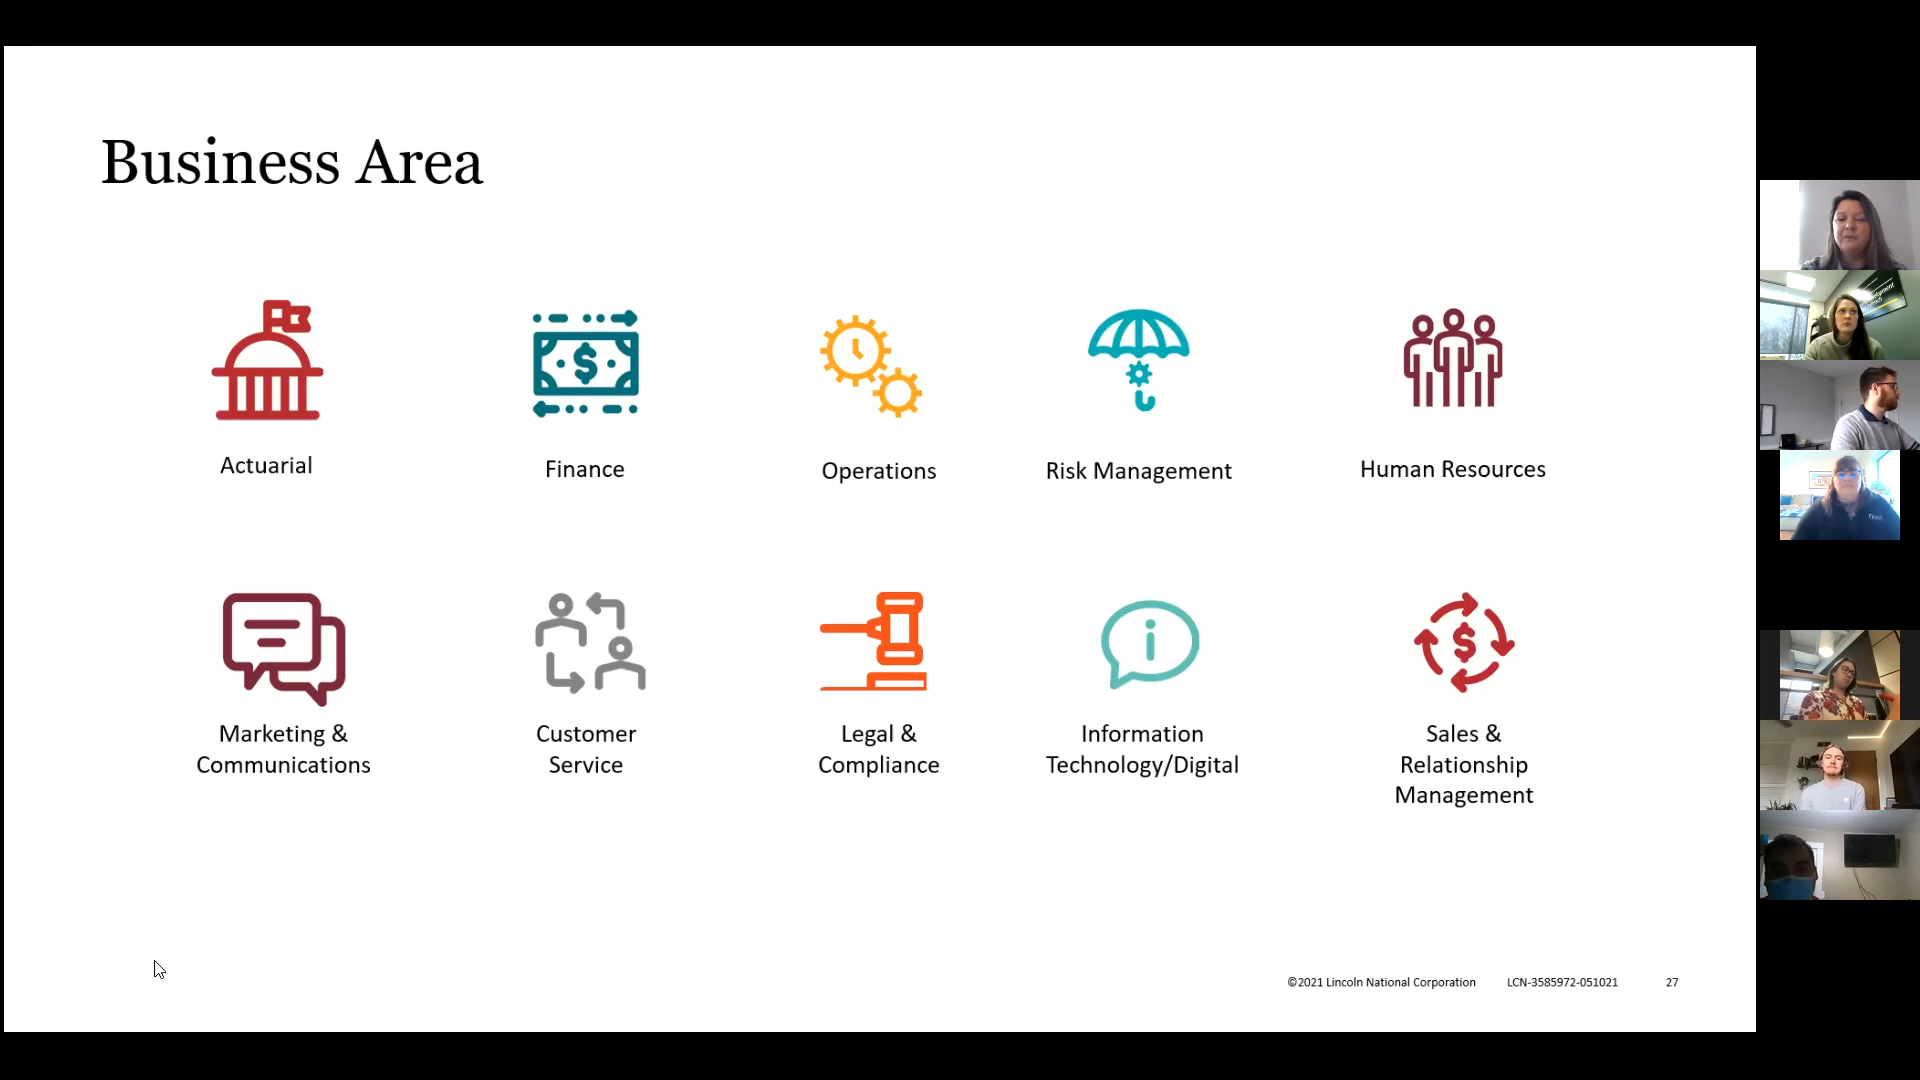 Business Area
Actuarial
Finance
Operations
Risk Management
Human Resources
Marketing &
Communications
Customer
Service
Legal &
Compliance
Information
Technology/Digital
Sales &
Relationship
Management
©2021 Lincoln National Corporation
LCN-3585972-051021
27